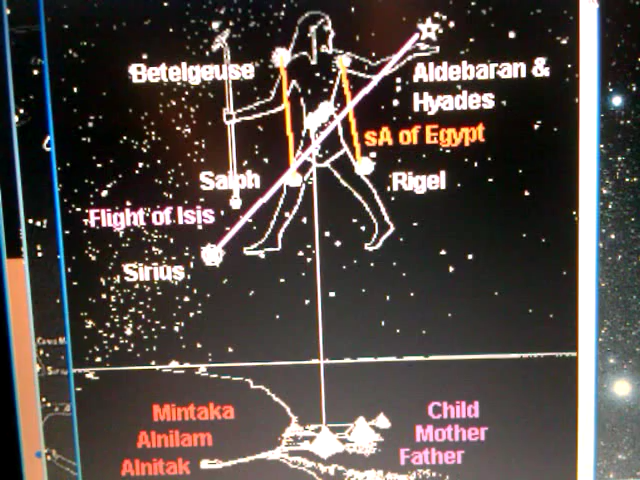 Betelgeuse
Aldebaran &
Hyades
sA of Egypt
Saiph
Rigel
Flight of Isis
Sirius
Mintaka
Child
Alnilam
Mother
Alnitak
Father